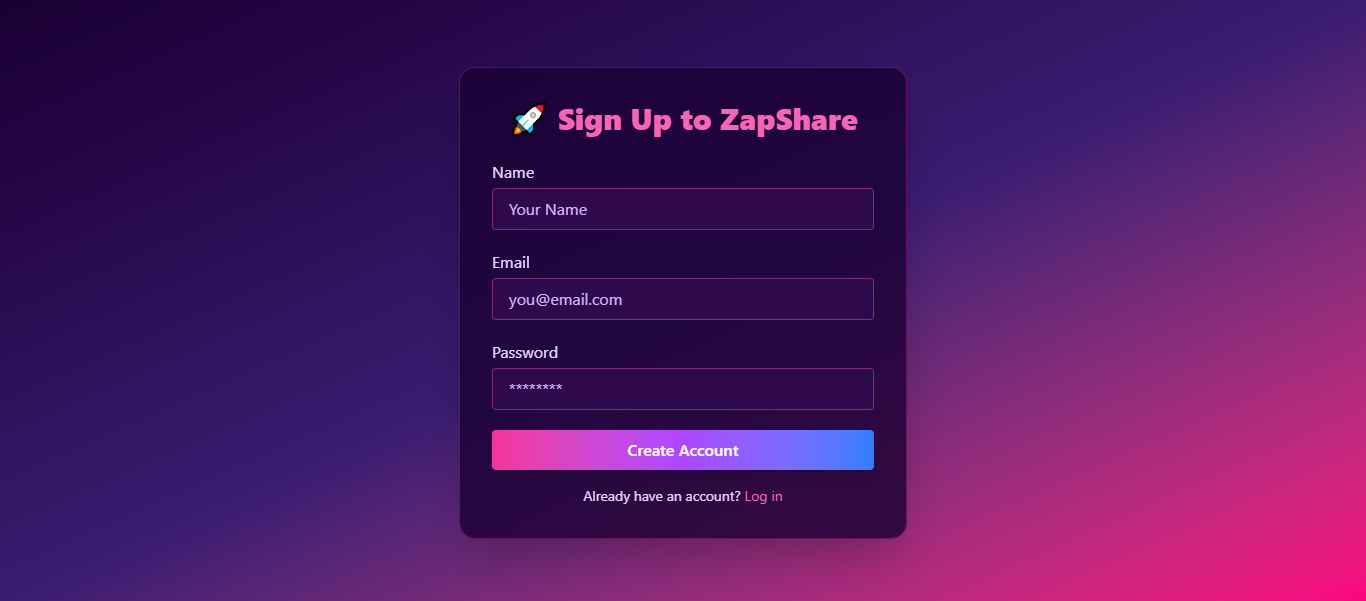 🚀 Sign Up to ZapShare
Name
Your Name
Email
you@email.com
Password
********
Create Account
Already have an account? Log in